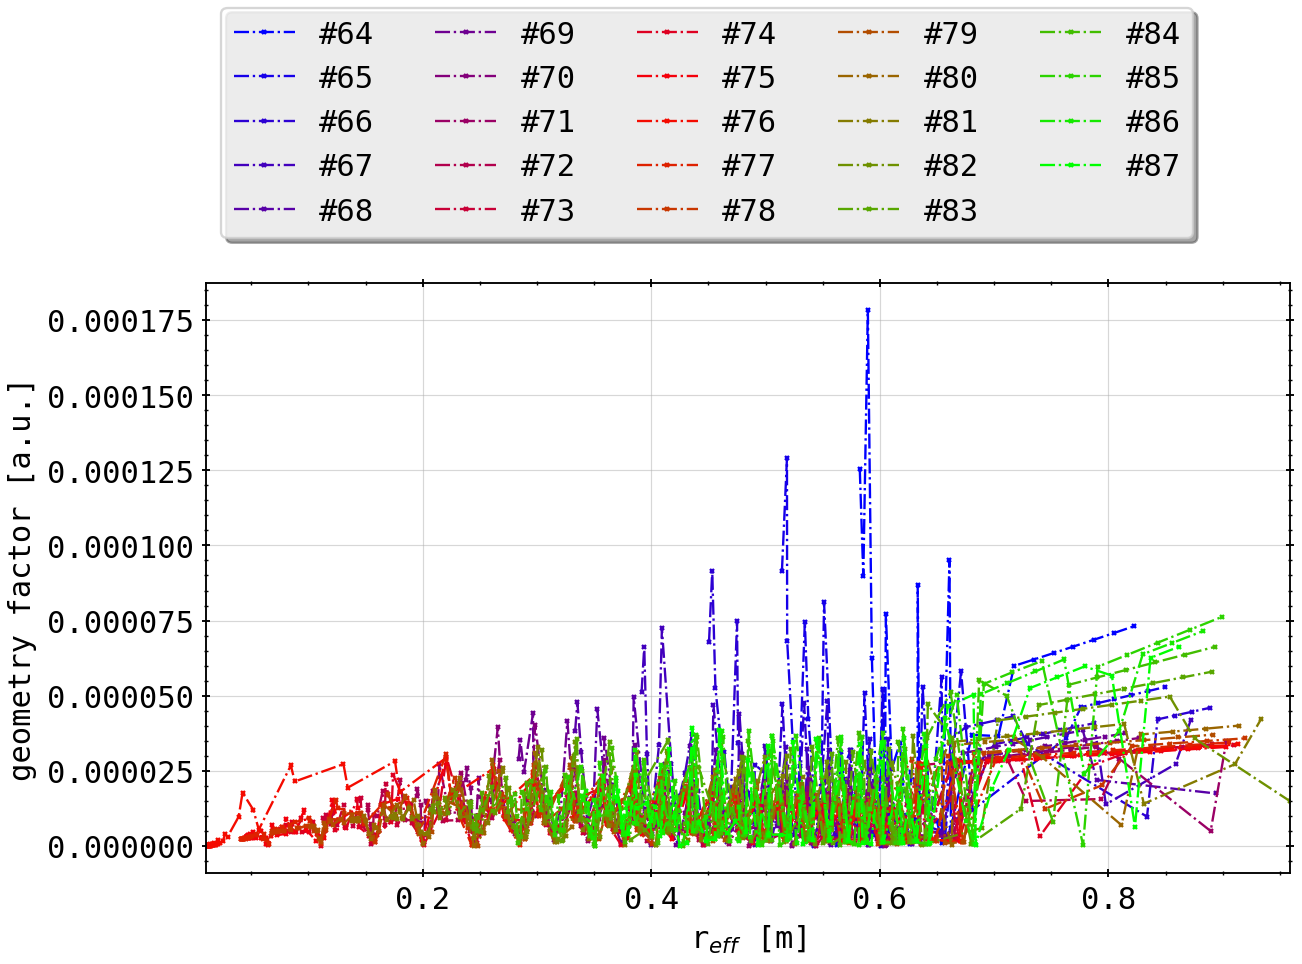 #64 #69 #74 #79 #84
#65 #70 #75 #80 #85
#66 #71 #76 #81 #86
#67 #72 #77 #82 #87
#68 #73 #78 #83
0.000175
0.000150
0.000125
0.000100
0.000075
0.000050
0.000025
0.000000
geometry factor [a.u.]
0.2 0.4 0.6 0.8
r_eff [m]